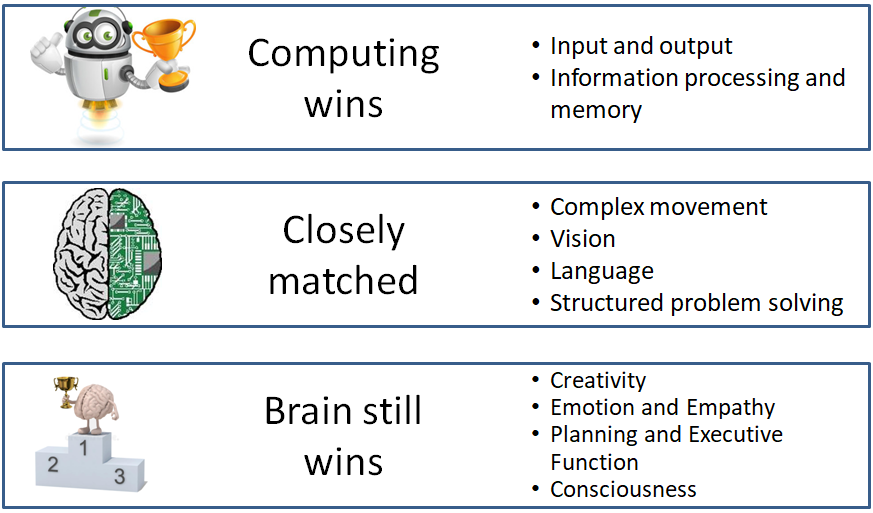 Computing
wins
• Input and output
• Information processing and
memory
Closely
matched
• Complex movement
• Vision
• Language
• Structured problem solving
1
2
3
Brain still
wins
• Creativity
• Emotion and Empathy
• Planning and Executive
Function
• Consciousness